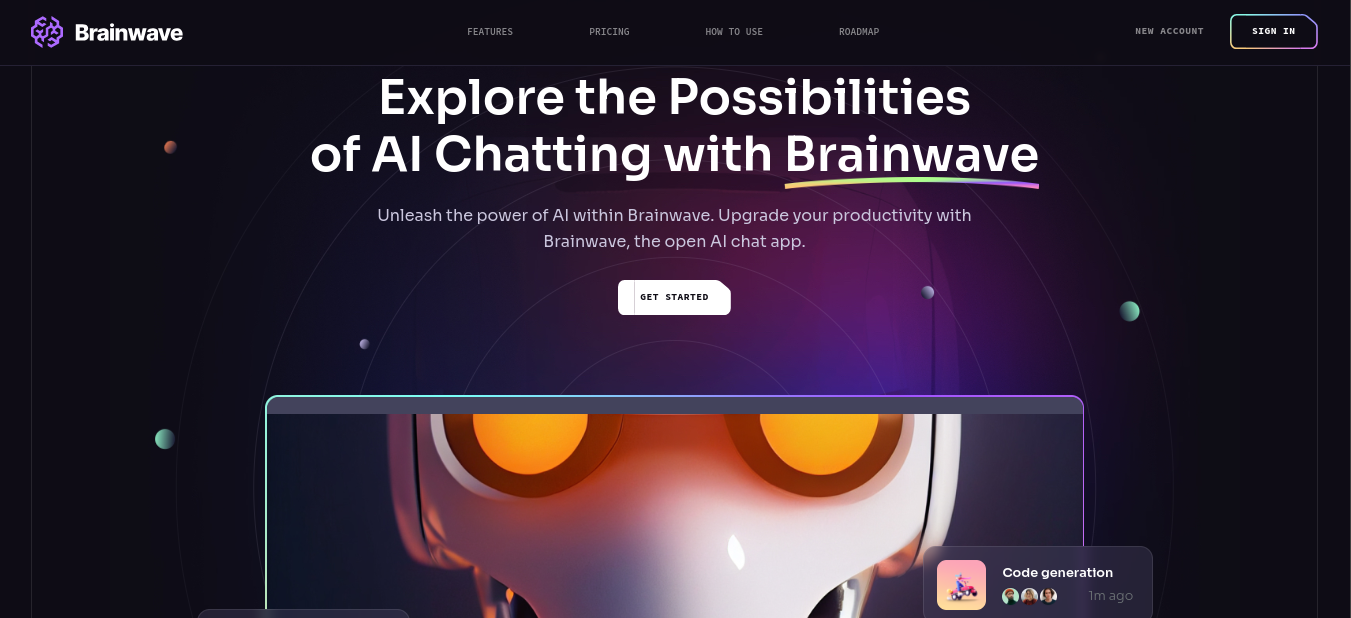 Brainwave
FEATURES
PRICING
HOW TO USE
ROADMAP
NEW ACCOUNT
SIGN IN
Explore the Possibilities
of AI Chatting with Brainwave
Unleash the power of AI within Brainwave. Upgrade your productivity with
Brainwave, the open AI chat app.
GET STARTED
Code generation
1m ago